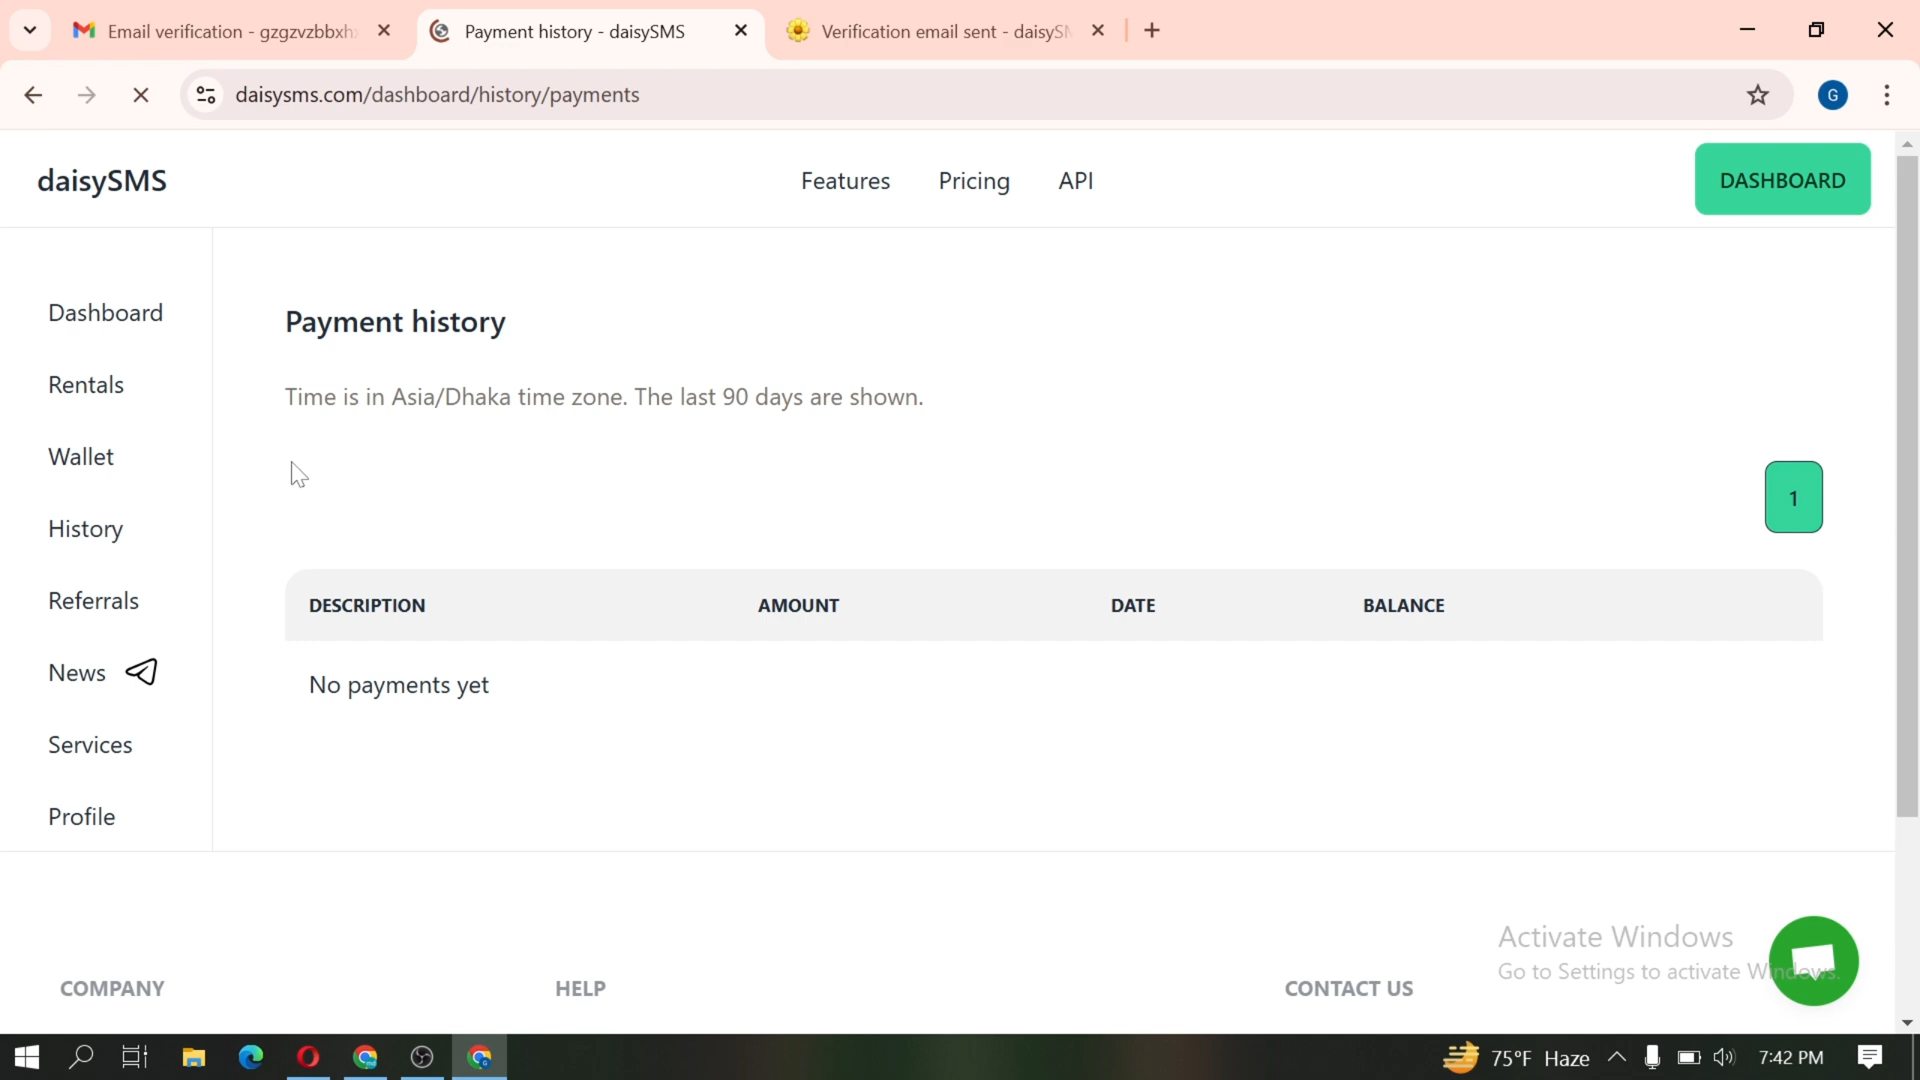 Email verification - gzgzvzbbxh
Payment history - daisySMS
Verification email sent - daisySM
daisysms.com/dashboard/history/payments
G
daisySMS
Features
Pricing
API
DASHBOARD
Dashboard
Rentals
Wallet
History
Referrals
News
Services
Profile
Payment history
Time is in Asia/Dhaka time zone. The last 90 days are shown.
1
DESCRIPTION
AMOUNT
DATE
BALANCE
No payments yet
COMPANY
HELP
CONTACT US
Activate Windows
Go to Settings to activate Windows.
75°F Haze
7:42 PM